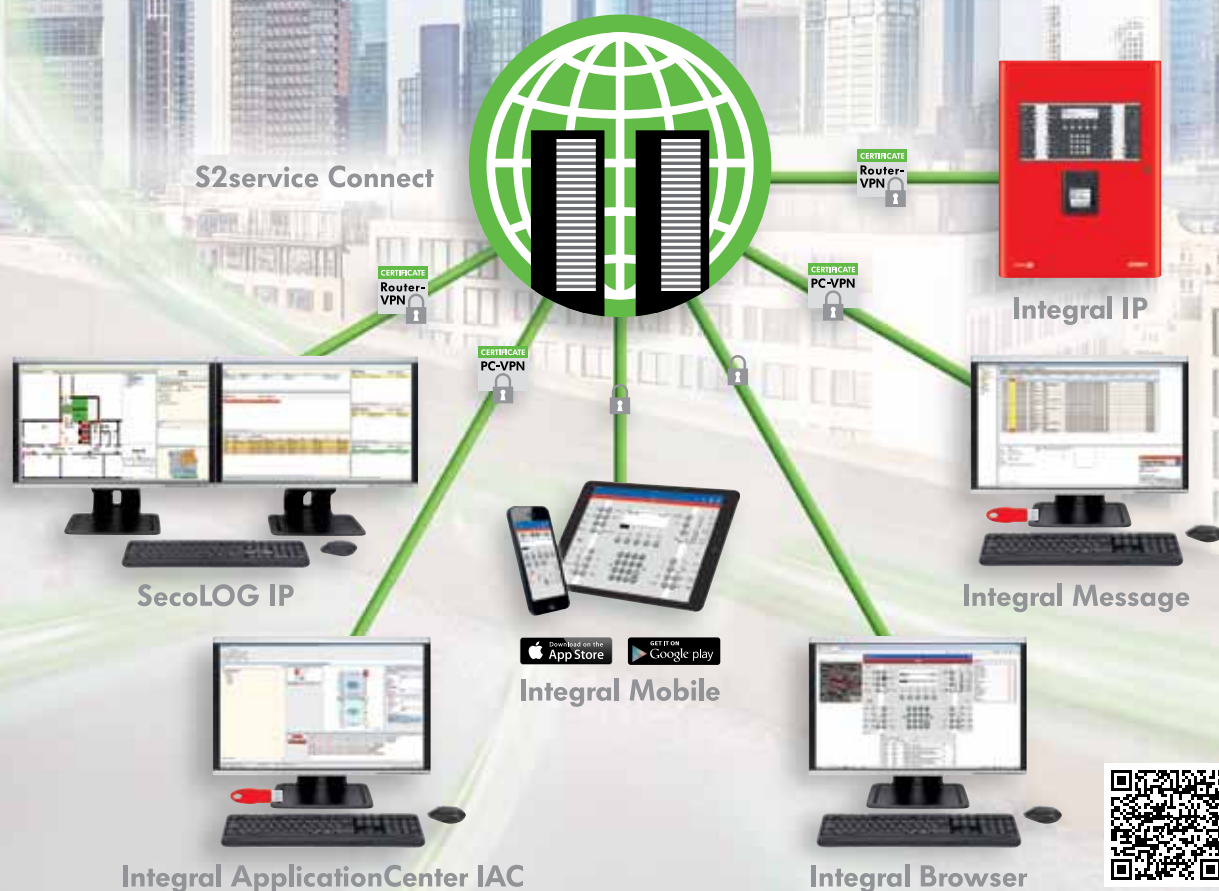 S2service Connect
CERTIFICATE
Router-
VPN
Integral IP
CERTIFICATE
Router-
VPN
CERTIFICATE
PC-VPN
CERTIFICATE
PC-VPN
SecoLOG IP
Integral Message
Download on the
App Store
GET IT ON
Google play
Integral Mobile
Integral ApplicationCenter IAC
Integral Browser